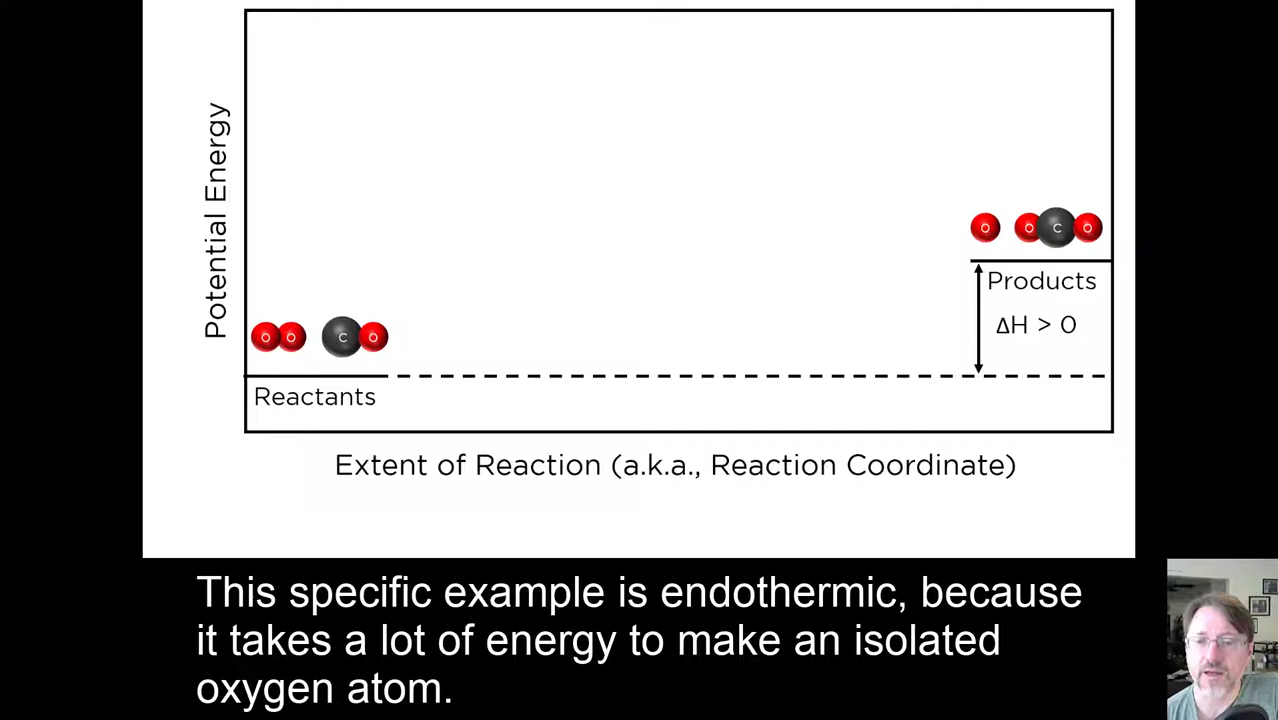 Potential Energy
O O C O
O O C O
Products
ΔH > 0
Reactants
Extent of Reaction (a.k.a., Reaction Coordinate)
This specific example is endothermic, because
it takes a lot of energy to make an isolated
oxygen atom.